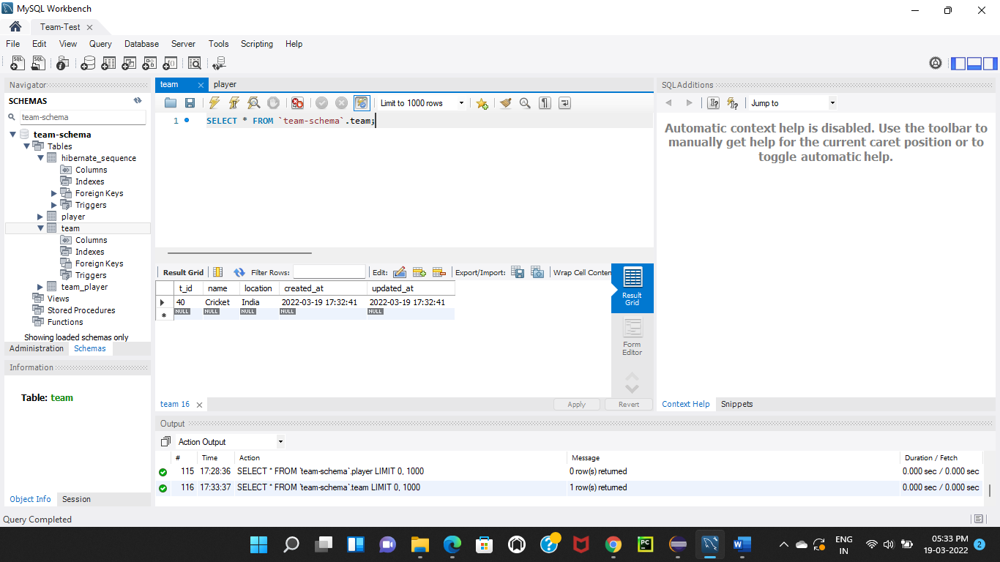 MySQL Workbench
Team-Test
File Edit View Query Database Server Tools Scripting Help
Navigator
SCHEMAS
team-schema
team-schema
Tables
hibernate_sequence
Columns
Indexes
Foreign Keys
Triggers
player
team
Columns
Indexes
Foreign Keys
Triggers
team_player
Views
Stored Procedures
Functions
Showing loaded schemas only
Administration Schemas
Information
Table: team
Object Info Session
team player
Limit to 1000 rows
1 SELECT * FROM `team-schema`.team;
Result Grid Filter Rows: Edit: Export/Import: Wrap Cell Conten
t_id name location created_at updated_at
40 Cricket India 2022-03-19 17:32:41 2022-03-19 17:32:41
NULL NULL NULL NULL NULL
Result
Grid
Form
Editor
team 16 Apply Revert
SQLAdditions
Jump to
Automatic context help is disabled. Use the toolbar to
manually get help for the current caret position or to
toggle automatic help.
Context Help Snippets
Output
Action Output
# Time Action Message Duration / Fetch
115 17:28:36 SELECT * FROM `team-schema`.player LIMIT 0, 1000 0 row(s) returned 0.000 sec / 0.000 sec
116 17:33:37 SELECT * FROM `team-schema`.team LIMIT 0, 1000 1 row(s) returned 0.000 sec / 0.000 sec
Query Completed
PC
W
ENG
IN
05:33 PM
19-03-2022
2